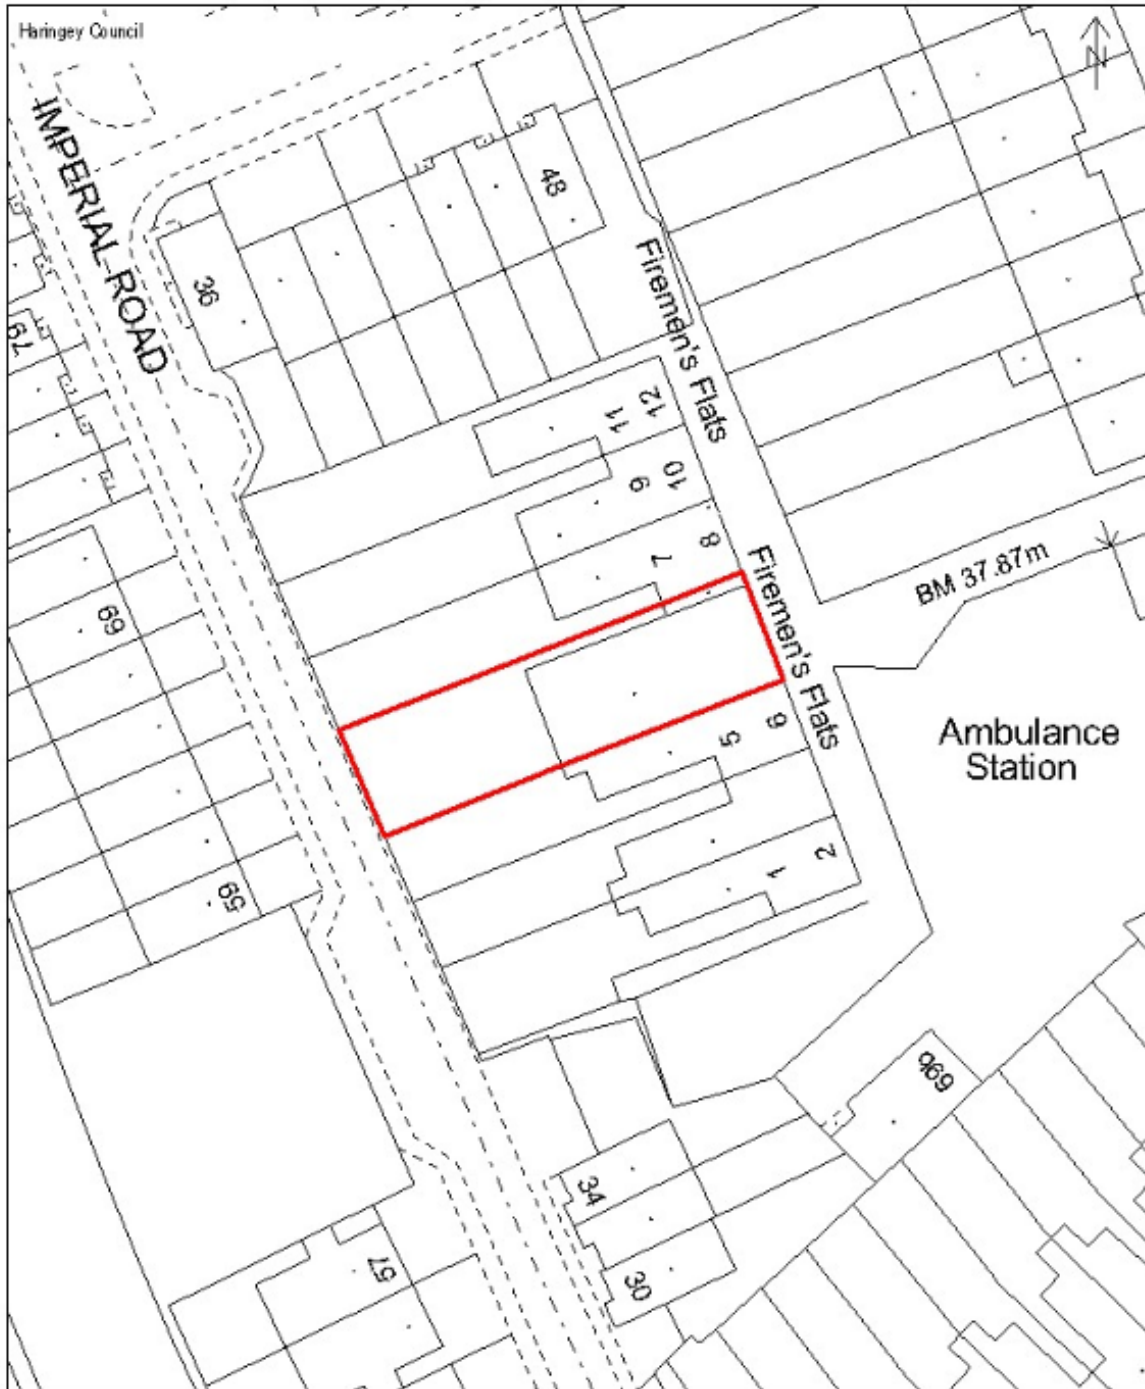 Haringey Council
N
IMPERIAL ROAD
48
36
79
Firemen's Flats
12
11
10
9
8
7
Firemen's Flats
BM 37.87m
69
6
5
Ambulance
Station
59
2
1
69b
34
57
30